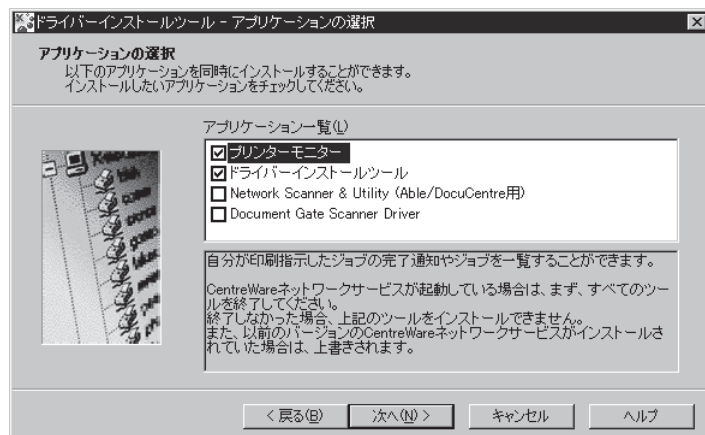 ドライバーインストールツール - アプリケーションの選択
アプリケーションの選択
以下のアプリケーションを同時にインストールすることができます。
インストールしたいアプリケーションをチェックしてください。
アプリケーション一覧(L)
プリンターモニター
ドライバーインストールツール
Network Scanner & Utility (Able/DocuCentre用)
Document Gate Scanner Driver
自分が印刷指示したジョブの完了通知やジョブを一覧することができます。
CentreWareネットワークサービスが起動している場合は、まず、すべてのツー
ルを終了してください。
終了しなかった場合、上記のツールをインストールできません。
また、以前のバージョンのCentreWareネットワークサービスがインストールさ
れていた場合は、上書きされます。
< 戻る(B)
次へ(N) >
キャンセル
ヘルプ